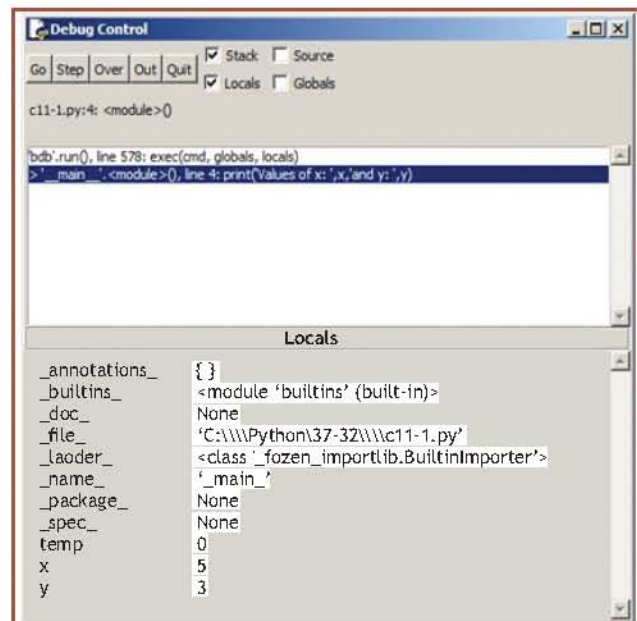 Debug Control
Go Step Over Out Quit Stack Source
Locals Globals
c11-1.py:4: <module>()
'bdb'.run(), line 578: exec(cmd, globals, locals)
> '__main__'.<module>(), line 4: print('Values of x: ',x,'and y: ',y)
Locals
_annotations_ { }
_builtins_ <module ‘builtins’ (built-in)>
_doc_ None
_file_ ‘C:\\\\Python\37-32\\\\c11-1.py’
_laoder_ <class ‘_fozen_importlib.BuiltinImporter’>
_name_ ‘_main_’
_package_ None
_spec_ None
temp 0
x 5
y 3